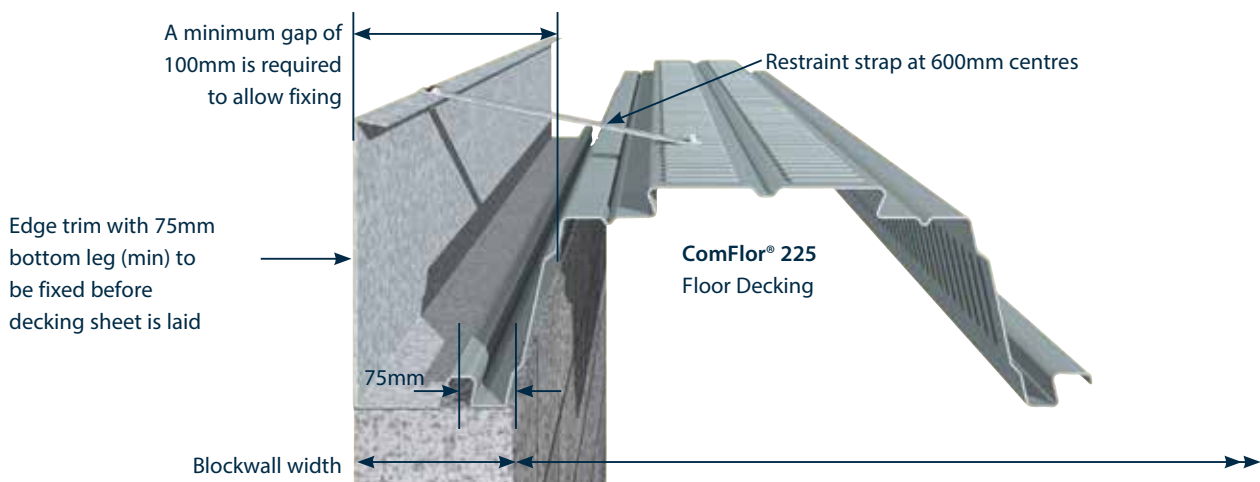 A minimum gap of
100mm is required
to allow fixing
Restraint strap at 600mm centres
Edge trim with 75mm
bottom leg (min) to
be fixed before
decking sheet is laid
ComFlor® 225
Floor Decking
75mm
Blockwall width